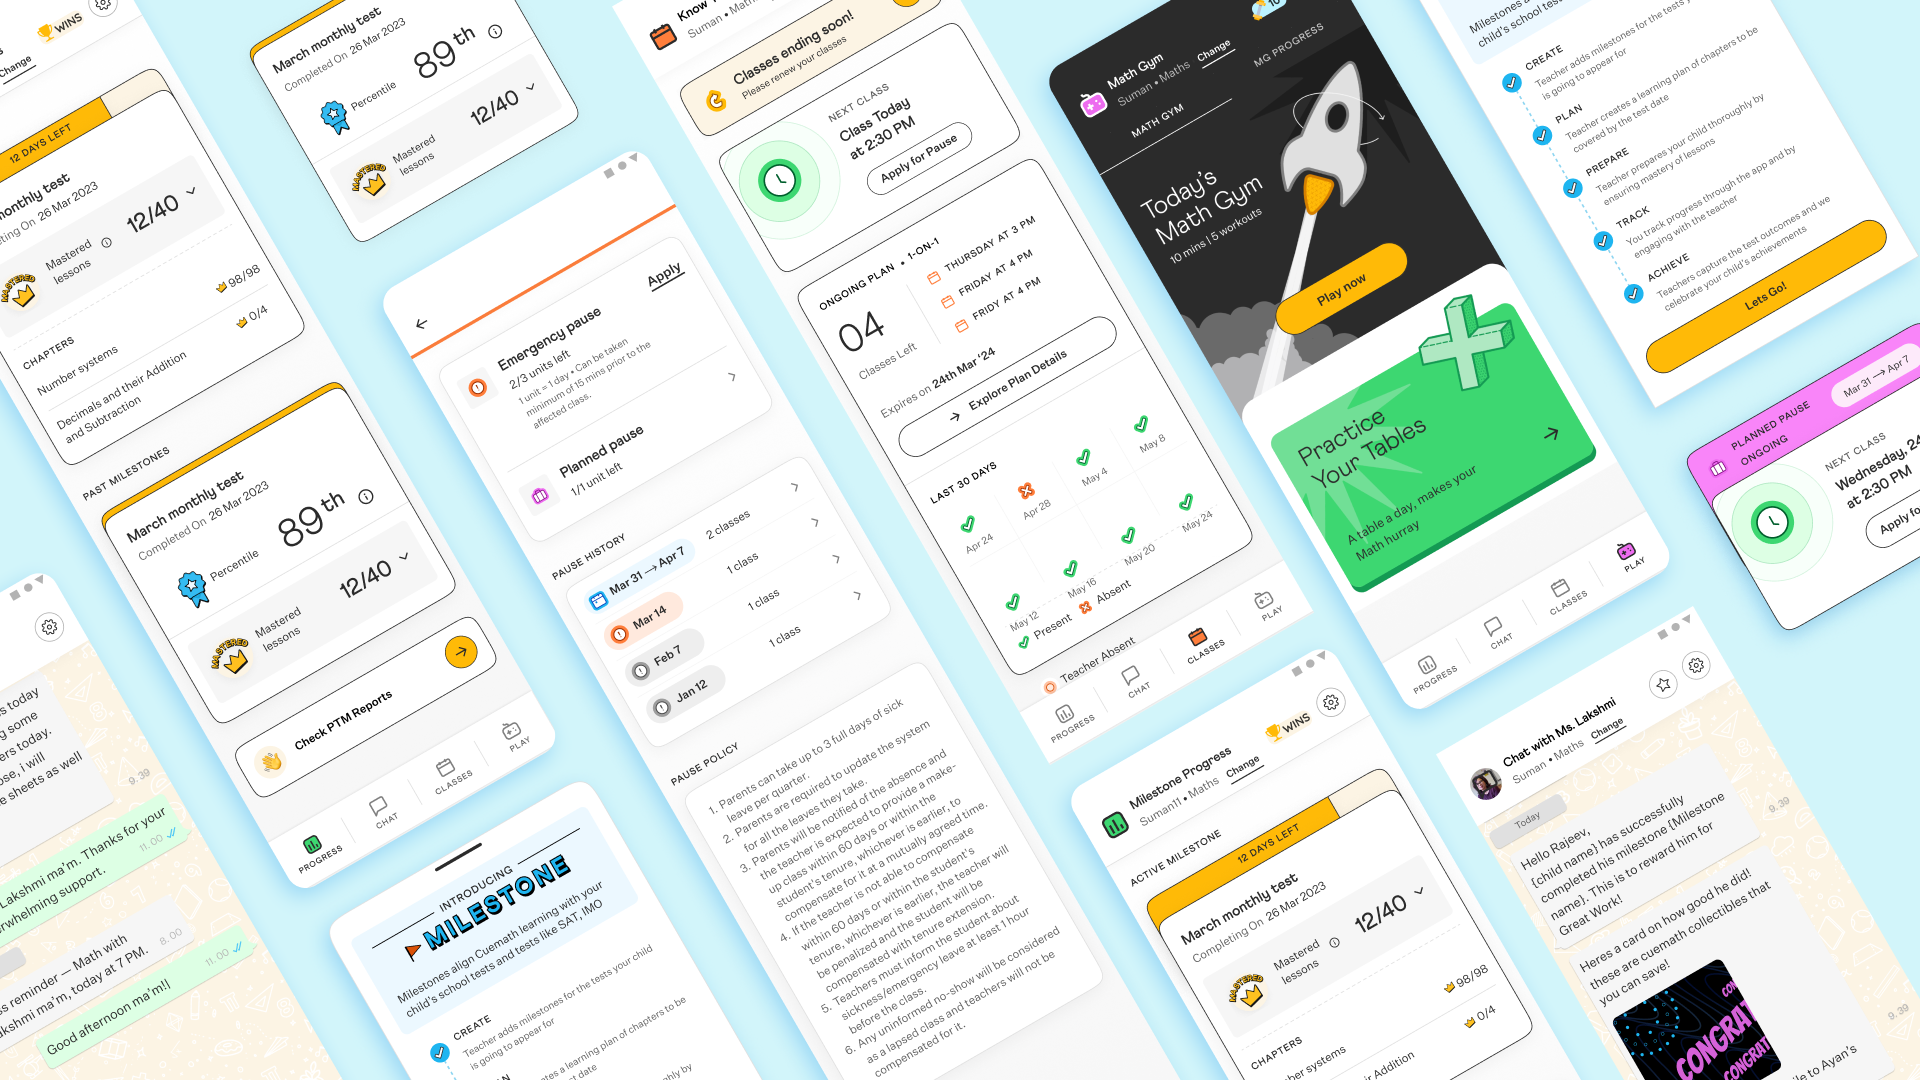 WINS
Change
12 DAYS LEFT
monthly test
26 Mar 2023
Mastered
lessons
12/40
CHAPTERS
98/98
Number systems
0/4
Decimals and their Addition
and Subtraction
PAST MILESTONES
March monthly test
Completed On 26 Mar 2023
Percentile
89th
MASTERED
Mastered
lessons
12/40
Check PTM Reports
PROGRESS
CHAT
CLASSES
PLAY
March monthly test
Completed On 26 Mar 2023
Percentile
89th
MASTERED
Mastered
lessons
12/40
today
some
today.
i will
sheets as well
9.39
Lakshmi ma'm. Thanks for your
support.
11.00
reminder — Math with
ma'm, today at 7 PM.
8.00
Good afternoon ma'm!!
11.00
Emergency pause
Apply
2/3 units left
1 unit = 1 day • Can be taken
minimum of 15 mins prior to the
affected class.
Planned pause
1/1 unit left
PAUSE HISTORY
Mar 31 → Apr 7
2 classes
Mar 14
1 class
Feb 7
1 class
Jan 12
1 class
PAUSE POLICY
1. Parents can take up to 3 full days of sick
leave per quarter.
2. Parents are required to update the system
for all the leaves they take.
3. Parents will be notified of the absence and
the teacher is expected to provide a make-
up class within 60 days or within the
student's tenure, whichever is earlier, to
compensate for it at a mutually agreed time.
4. If the teacher is not able to compensate
within 60 days or within the student's
tenure, whichever is earlier, the teacher will
be penalized and the student will be
compensated with tenure extension.
5. Teachers must inform the student about
sickness/emergency leave at least 1 hour
before the class.
6. Any uninformed no-show will be considered
as a lapsed class and teachers will not be
compensated for it.
INTRODUCING
MILESTONE
Milestones align Cuemath learning with your
child's school tests and tests like SAT, IMO
CREATE
Teacher adds milestones for the tests your child
is going to appear for
a learning plan of chapters to be
Suman • Maths
Classes ending soon!
Please renew your classes
NEXT CLASS
Class Today
at 2:30 PM
Apply for Pause
ONGOING PLAN • 1-ON-1
04
Classes Left
THURSDAY AT 3 PM
FRIDAY AT 4 PM
FRIDY AT 4 PM
Expires on 24th Mar '24
Explore Plan Details
LAST 30 DAYS
Apr 24
Apr 28
May 4
May 8
May 12
May 16
May 20
May 24
Present
Absent
Teacher Absent
PROGRESS
CHAT
CLASSES
PLAY
Math Gym
Suman • Maths
Change
MATH GYM
MG PROGRESS
Today's
Math Gym
10 mins | 5 workouts
Play now
Practice
Your Tables
A table a day, makes your
Math hurray
PROGRESS
CHAT
CLASSES
PLAY
Milestone Progress
Suman11 • Maths
Change
WINS
ACTIVE MILESTONE
12 DAYS LEFT
March monthly test
Completing On 26 Mar 2023
MASTERED
Mastered
lessons
12/40
CHAPTERS
98/98
systems
0/4
Addition
child's school
CREATE
Teacher adds milestones for the tests
is going to appear for
PLAN
Teacher creates a learning plan of chapters to be
covered by the test date
PREPARE
Teacher prepares your child thoroughly by
ensuring mastery of lessons
TRACK
You track progress through the app and by
engaging with the teacher
ACHIEVE
Teachers capture the test outcomes and we
celebrate your child's achievements
Lets Go!
PLANNED PAUSE
ONGOING
Mar 31 → Apr 7
NEXT CLASS
Wednesday,
at 2:30 PM
Apply
Chat with Ms. Lakshmi
Suman • Maths
Change
Today
9.39
Hello Rajeev,
{child name} has successfully
completed his milestone {Milestone
name}. This is to reward him for
Great Work!
Heres a card on how good he did!
these are cuemath collectibles that
you can save!
9.39
to Ayan's